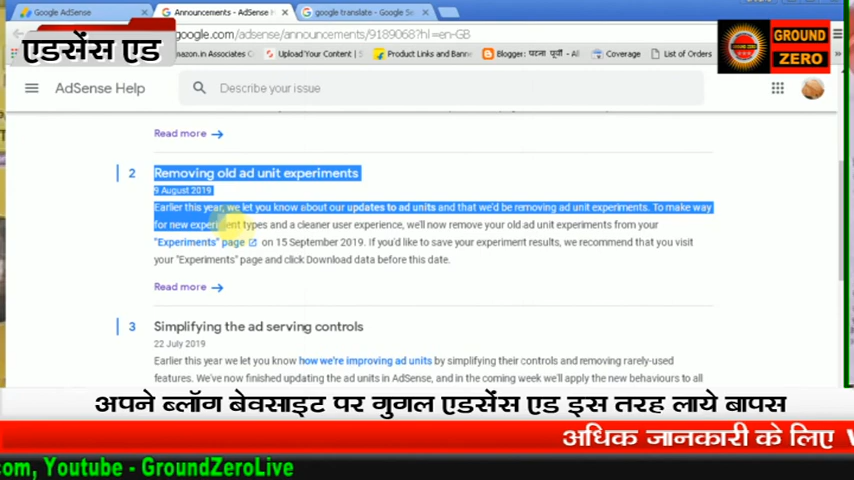 Google AdSense
Announcements - AdSense H
google translate - Google Se
google.com/adsense/announcements/9189068?hl=en-GB
एडसेंस एड
mazon.in Associates C
Upload Your Content | S
Product Links and Bann
Blogger: पटना पूर्वी - All
Coverage
List of Orders
GROUND
ZERO
AdSense Help
Describe your issue
Read more
2
Removing old ad unit experiments
9 August 2019
Earlier this year, we let you know about our updates to ad units and that we'd be removing ad unit experiments. To make way
for new experiment types and a cleaner user experience, we'll now remove your old ad unit experiments from your
"Experiments" page on 15 September 2019. If you'd like to save your experiment results, we recommend that you visit
your "Experiments" page and click Download data before this date.
Read more
3
Simplifying the ad serving controls
22 July 2019
Earlier this year we let you know how we're improving ad units by simplifying their controls and removing rarely-used
features. We've now finished updating the ad units in AdSense, and in the coming week we'll apply the new behaviours to all
अपने ब्लॉग बेवसाइट पर गुगल एडसेंस एड इस तरह लाये बापस
अधिक जानकारी के लिए
com, Youtube - GroundZeroLive